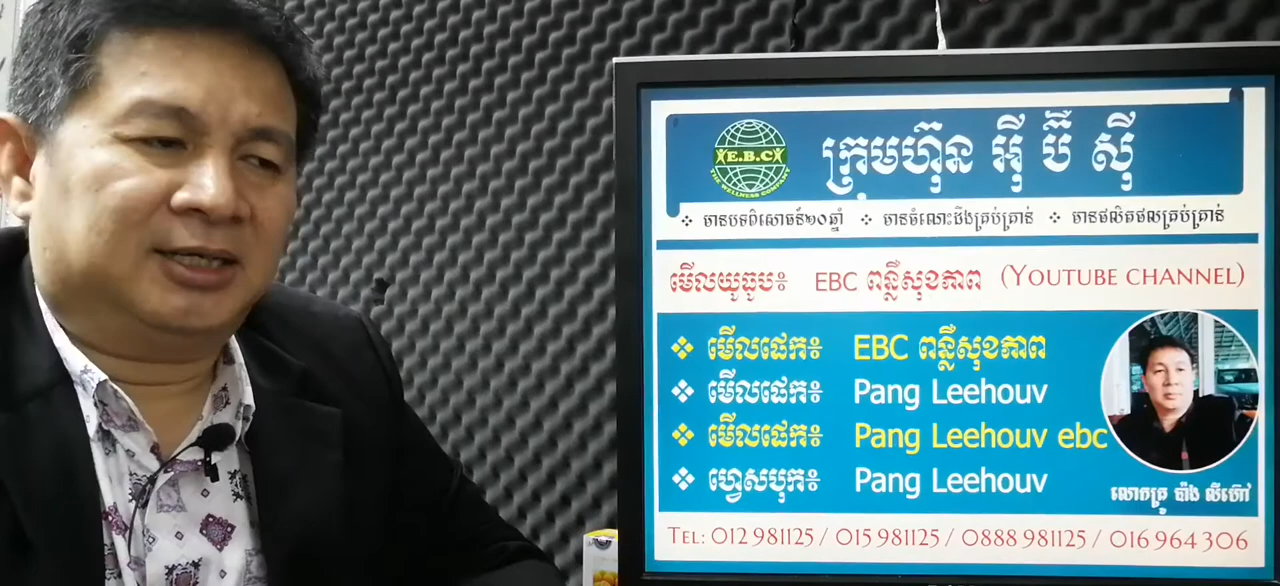 E.B.C
THE WELLNESS COMPANY
ក្រុមហ៊ុន អ៊ី ប៊ី ស៊ី
❖ មានបទពិសោធន៍២០ឆ្នាំ ❖ មានចំណេះដឹងគ្រប់គ្រាន់ ❖ មានផលិតផលគ្រប់គ្រាន់
មើលយូធូប៖ EBC ពន្លឺសុខភាព (YOUTUBE CHANNEL)
❖ មើលផេក៖ EBC ពន្លឺសុខភាព
❖ មើលផេក៖ Pang Leehouv
❖ មើលផេក៖ Pang Leehouv ebc
❖ ហ្វេសបុក៖ Pang Leehouv
លោកគ្រូ ប៉ាង លីហ៊ៅ
TEL: 012 981125 / 015 981125 / 0888 981125 / 016 964 306